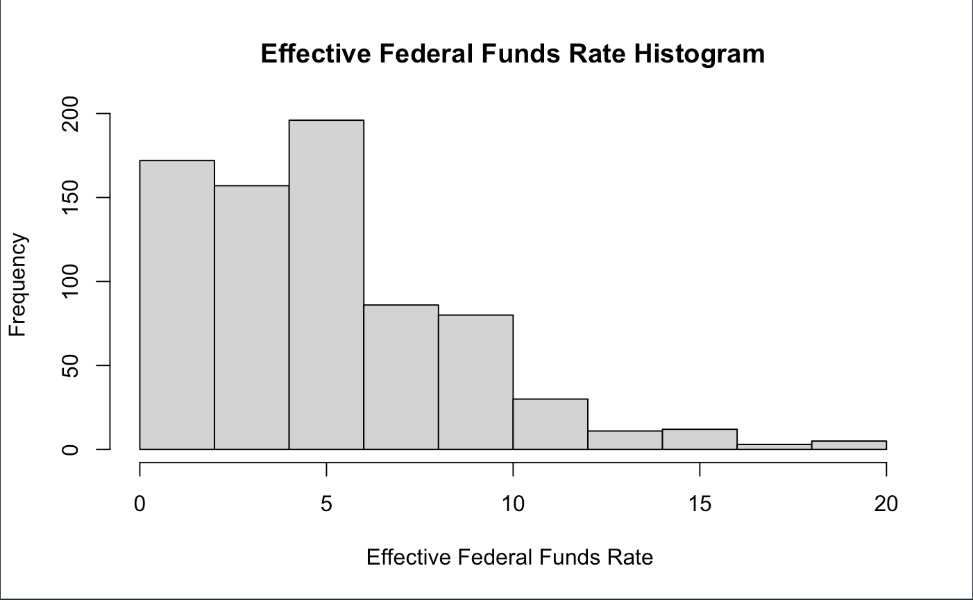 Effective Federal Funds Rate Histogram
200
150
100
50
0
Frequency
0 5 10 15 20
Effective Federal Funds Rate